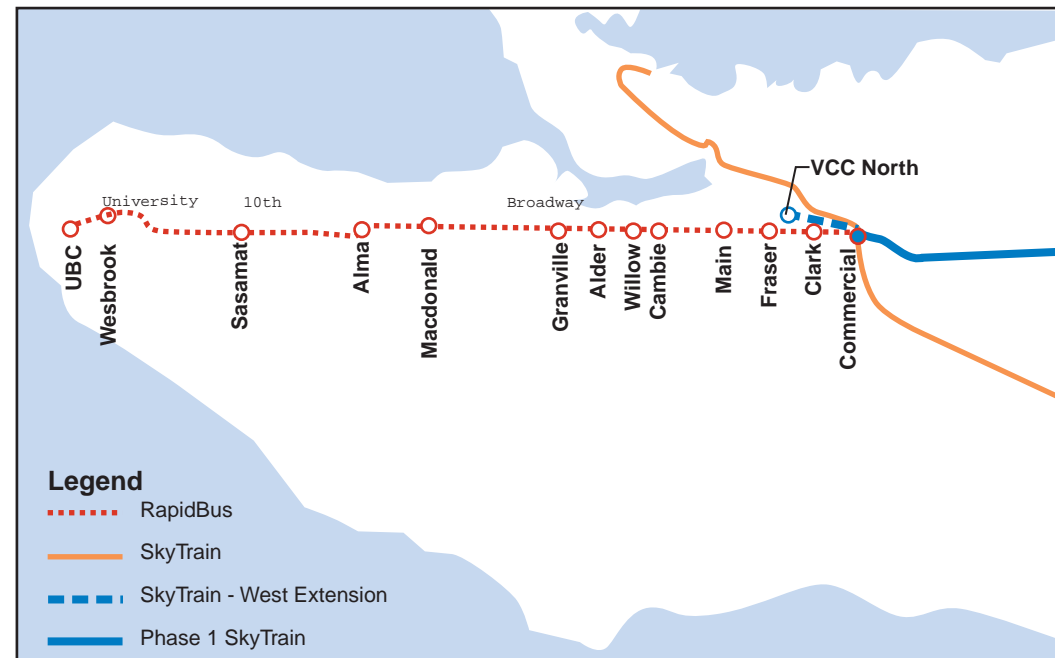 VCC North
University
10th
Broadway
UBC
Wesbrook
Sasamat
Alma
Macdonald
Granville
Alder
Willow
Cambie
Main
Fraser
Clark
Commercial
Legend
RapidBus
SkyTrain
SkyTrain - West Extension
Phase 1 SkyTrain